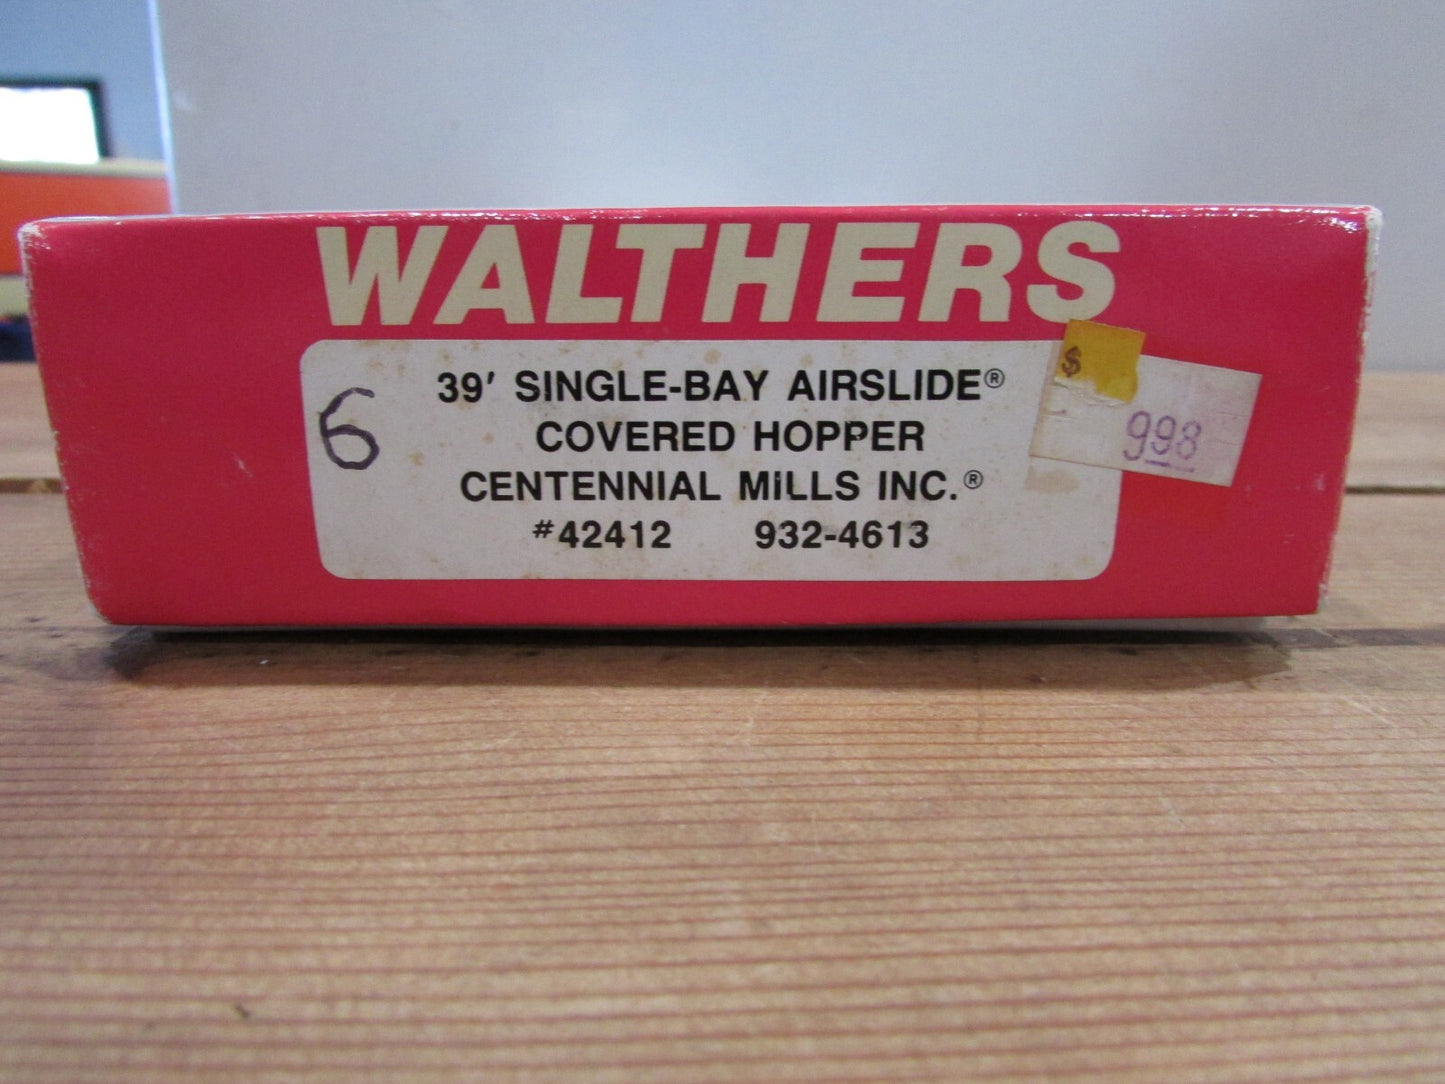 WALTHERS
39' SINGLE-BAY AIRSLIDE®
COVERED HOPPER
CENTENNIAL MILLS INC.®
#42412 932-4613
6
$
998